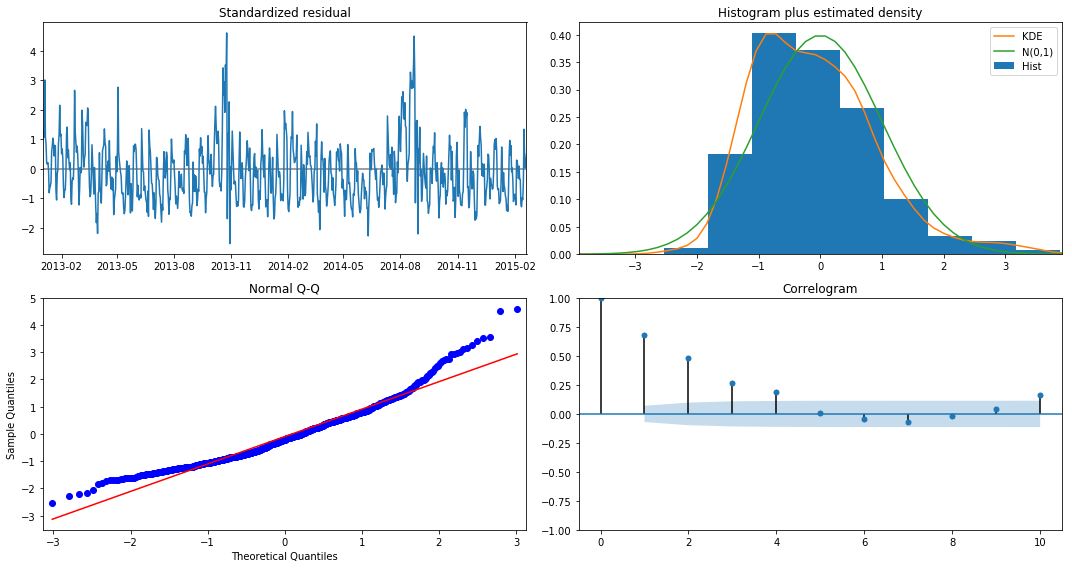 Standardized residual
4
3
2
1
0
−1
−2
2013-02 2013-05 2013-08 2013-11 2014-02 2014-05 2014-08 2014-11 2015-02
Histogram plus estimated density
KDE
N(0,1)
Hist
0.40
0.35
0.30
0.25
0.20
0.15
0.10
0.05
0.00
−3 −2 −1 0 1 2 3
Normal Q-Q
Sample Quantiles
5
4
3
2
1
0
−1
−2
−3
−3 −2 −1 0 1 2 3
Theoretical Quantiles
Correlogram
1.00
0.75
0.50
0.25
0.00
−0.25
−0.50
−0.75
−1.00
0 2 4 6 8 10